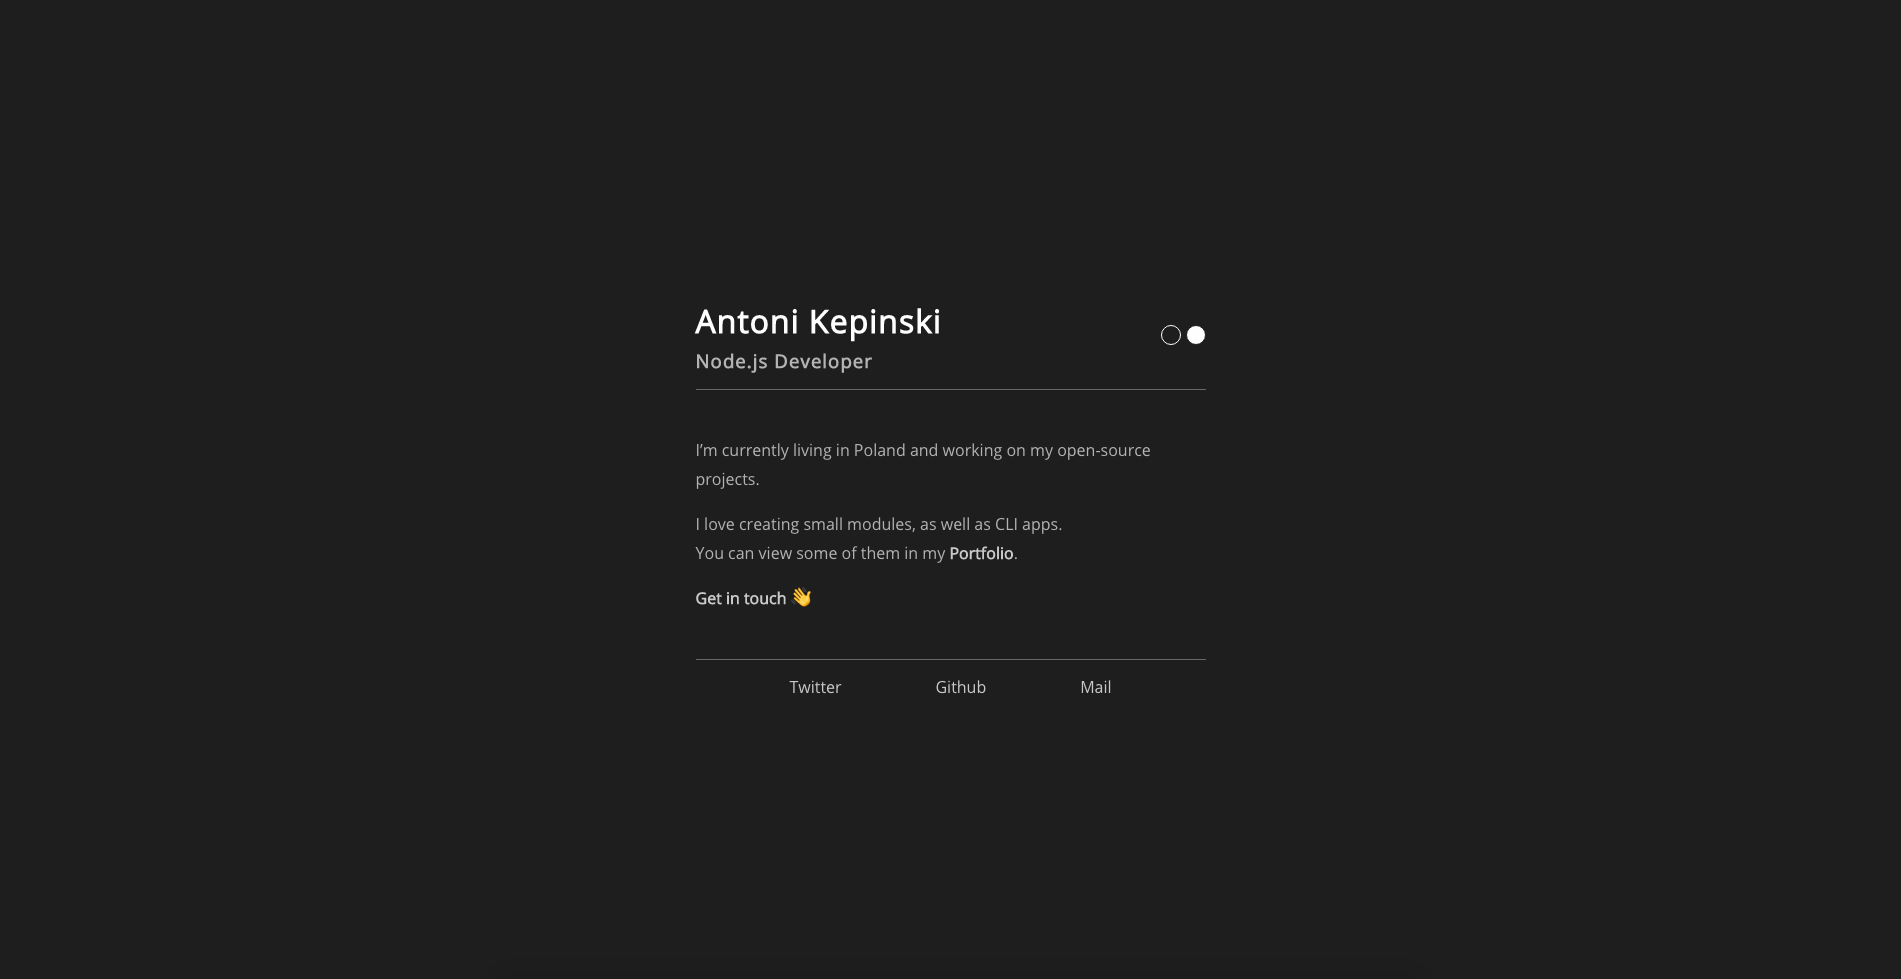 Antoni Kepinski
Node.js Developer
I’m currently living in Poland and working on my open-source
projects.
I love creating small modules, as well as CLI apps.
You can view some of them in my Portfolio.
Get in touch 👋
Twitter Github Mail